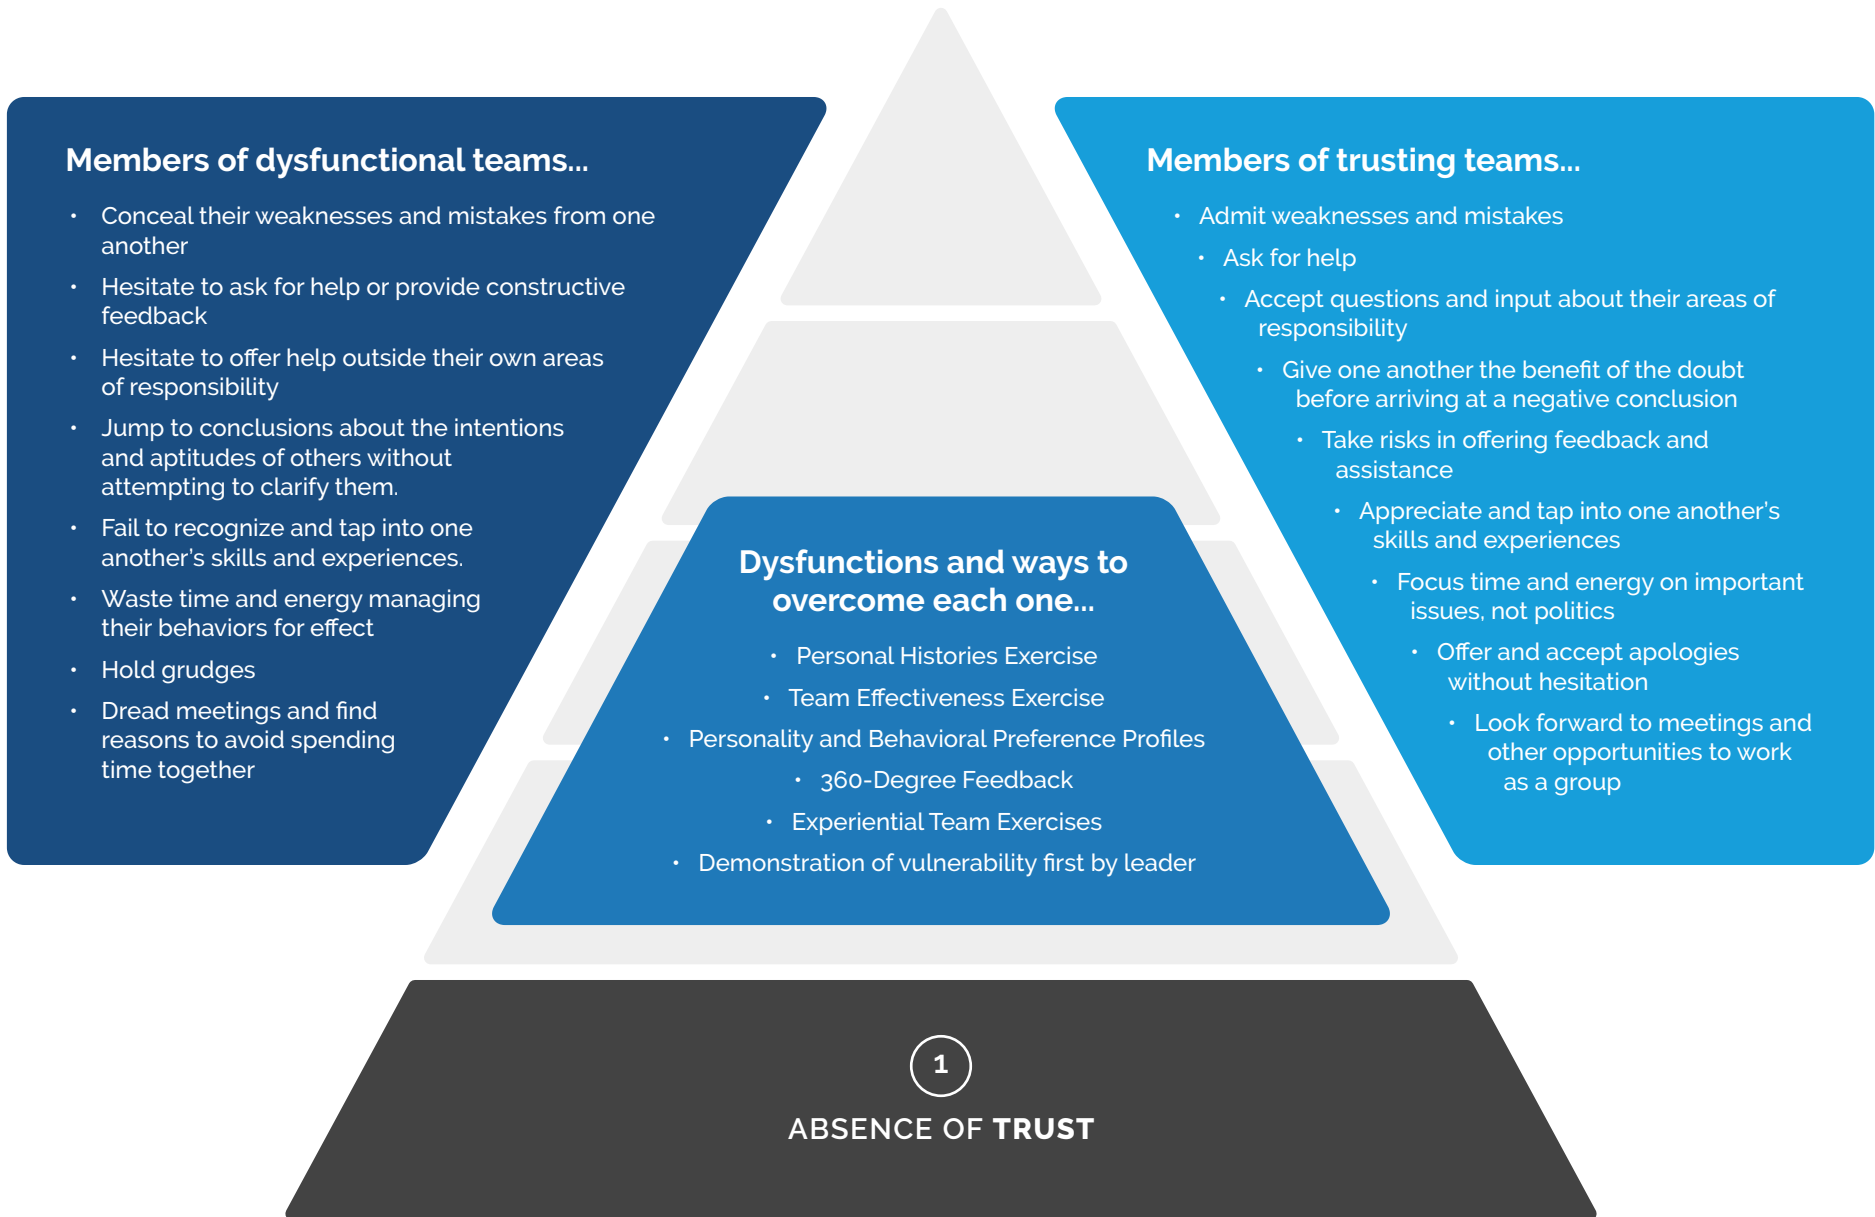 Members of dysfunctional teams...
• Conceal their weaknesses and mistakes from one
another
• Hesitate to ask for help or provide constructive
feedback
• Hesitate to offer help outside their own areas
of responsibility
• Jump to conclusions about the intentions
and aptitudes of others without
attempting to clarify them.
• Fail to recognize and tap into one
another’s skills and experiences.
• Waste time and energy managing
their behaviors for effect
• Hold grudges
• Dread meetings and find
reasons to avoid spending
time together
Dysfunctions and ways to
overcome each one...
• Personal Histories Exercise
• Team Effectiveness Exercise
• Personality and Behavioral Preference Profiles
• 360-Degree Feedback
• Experiential Team Exercises
• Demonstration of vulnerability first by leader
Members of trusting teams...
• Admit weaknesses and mistakes
• Ask for help
• Accept questions and input about their areas of
responsibility
• Give one another the benefit of the doubt
before arriving at a negative conclusion
• Take risks in offering feedback and
assistance
• Appreciate and tap into one another’s
skills and experiences
• Focus time and energy on important
issues, not politics
• Offer and accept apologies
without hesitation
• Look forward to meetings and
other opportunities to work
as a group
1
ABSENCE OF TRUST